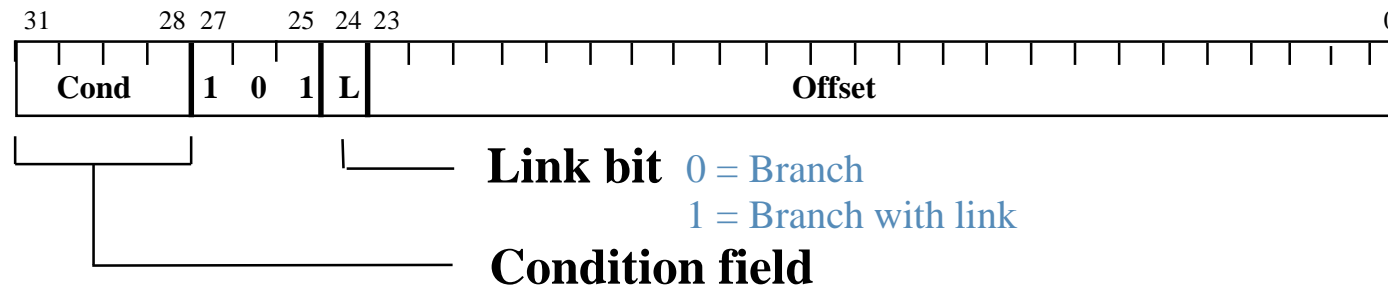 31 28 27 25 24 23 0
Cond 1 0 1 L Offset
Link bit 0 = Branch
1 = Branch with link
Condition field